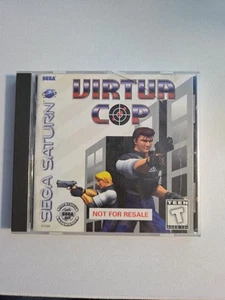 SEGA
VIRTUA
COP
SEGA SATURN
NOT FOR RESALE
TEEN
T